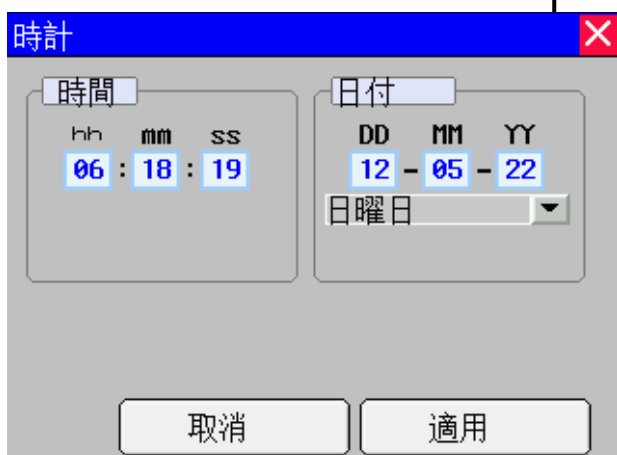 時計
時間
hh mm ss
06 : 18 : 19
日付
DD MM YY
12 - 05 - 22
日曜日
取消
適用